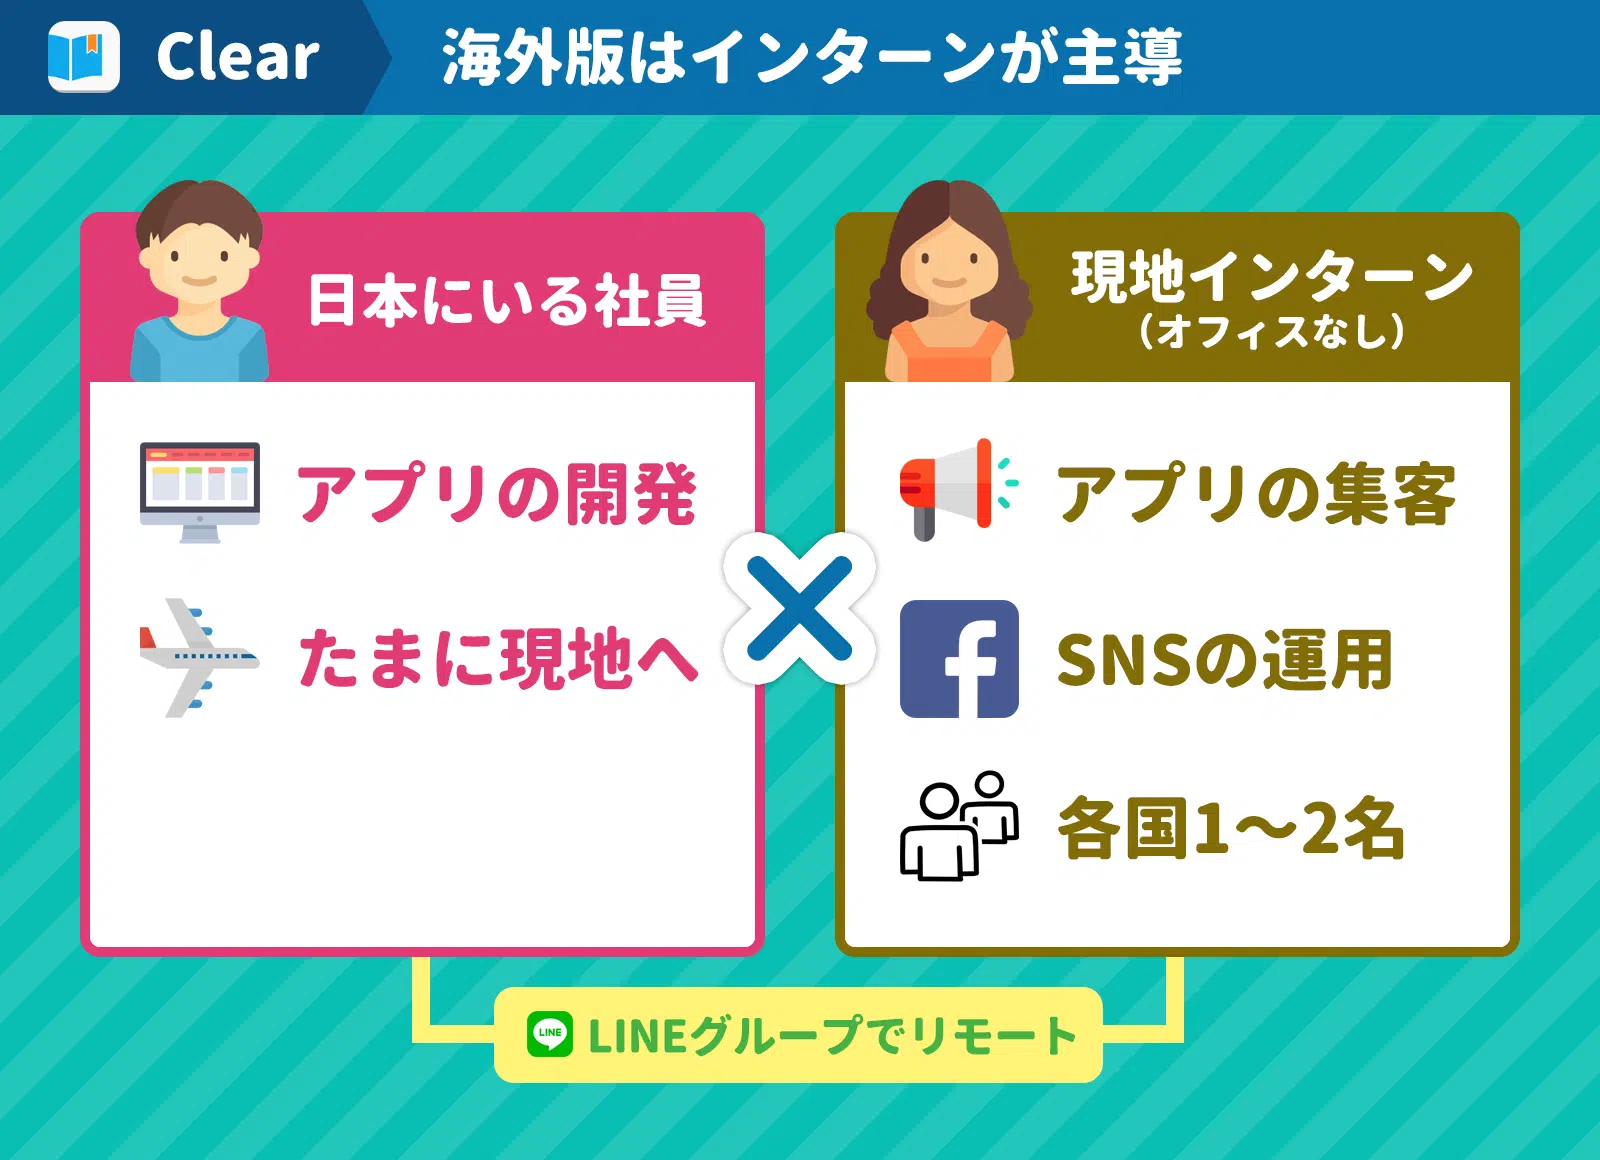 Clear
海外版はインターンが主導
日本にいる社員
アプリの開発
たまに現地へ
現地インターン
（オフィスなし）
アプリの集客
SNSの運用
各国1〜2名
LINE
LINEグループでリモート